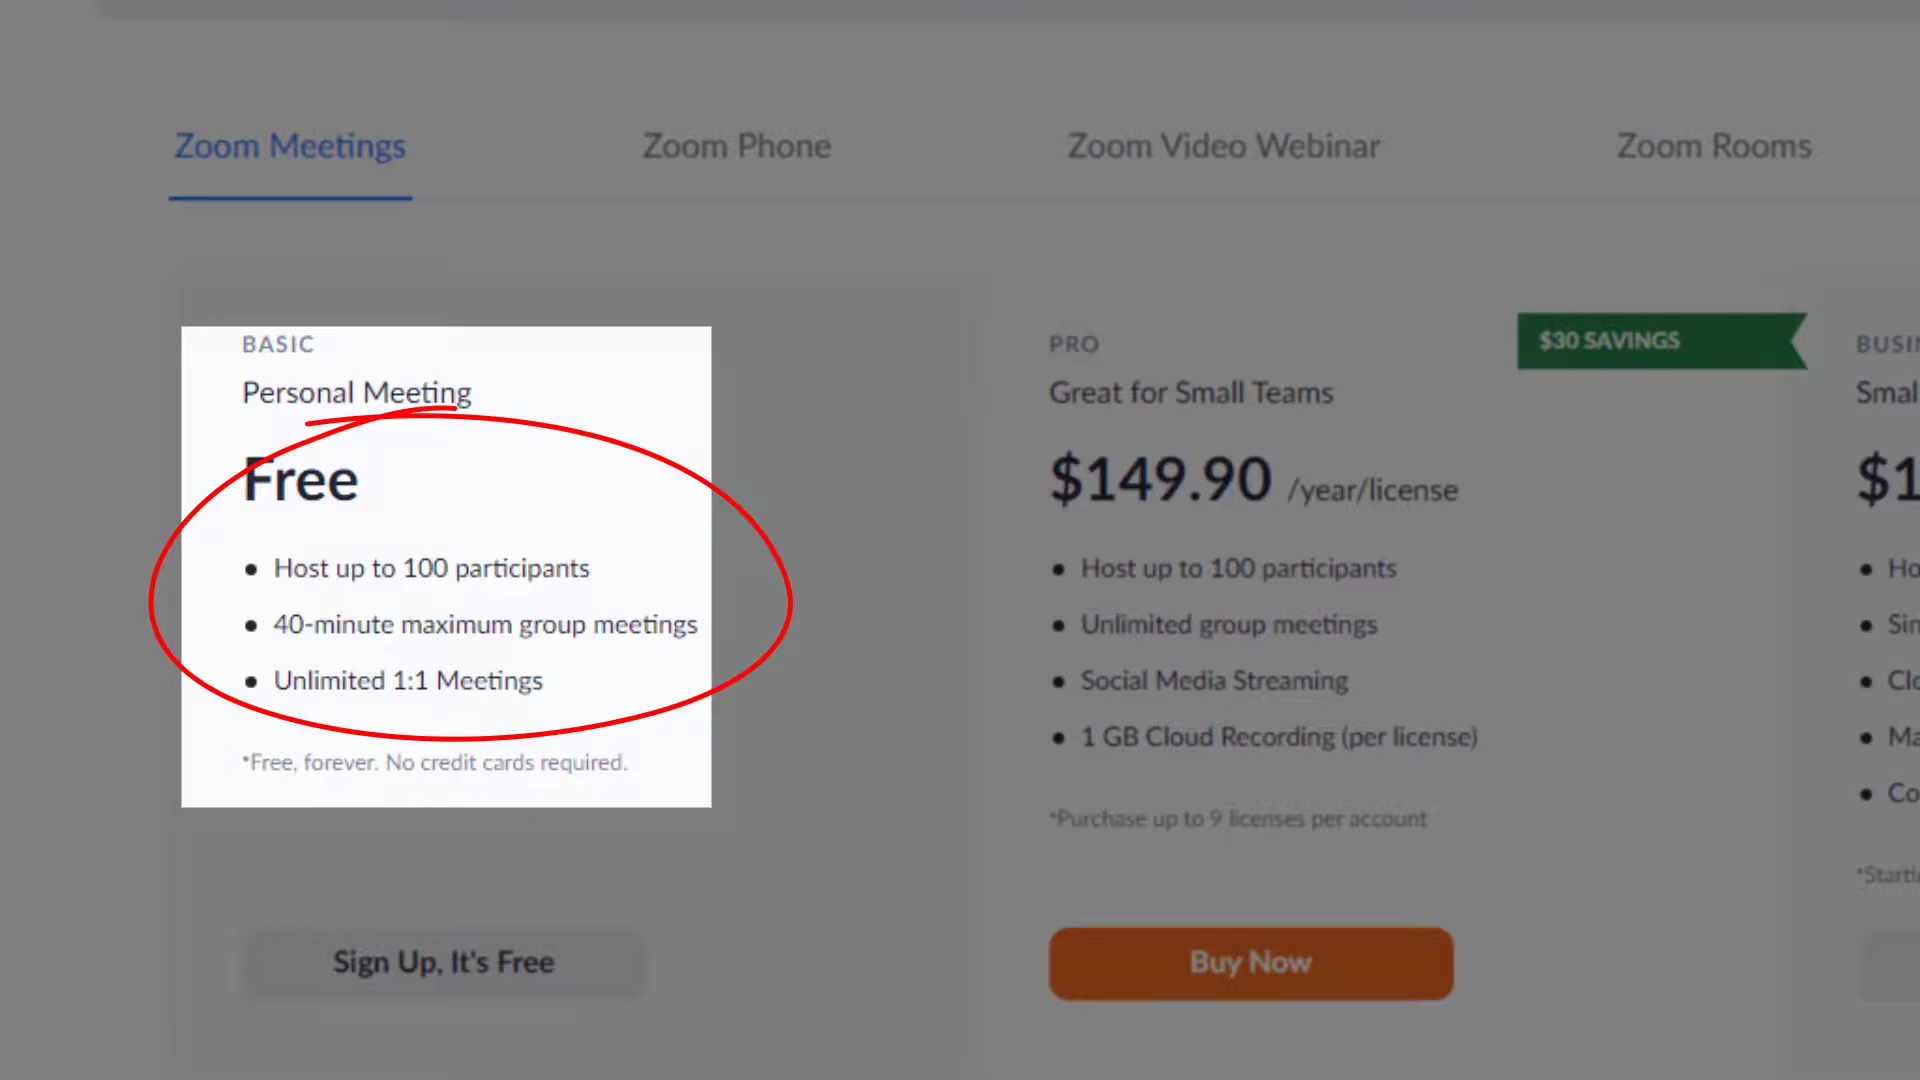 Zoom Meetings
Zoom Phone
Zoom Video Webinar
Zoom Rooms
BASIC
Personal Meeting
Free
• Host up to 100 participants
• 40-minute maximum group meetings
• Unlimited 1:1 Meetings
*Free, forever. No credit cards required.
Sign Up, It's Free
PRO
$30 SAVINGS
Great for Small Teams
$149.90 /year/license
• Host up to 100 participants
• Unlimited group meetings
• Social Media Streaming
• 1 GB Cloud Recording (per license)
*Purchase up to 9 licenses per account
Buy Now